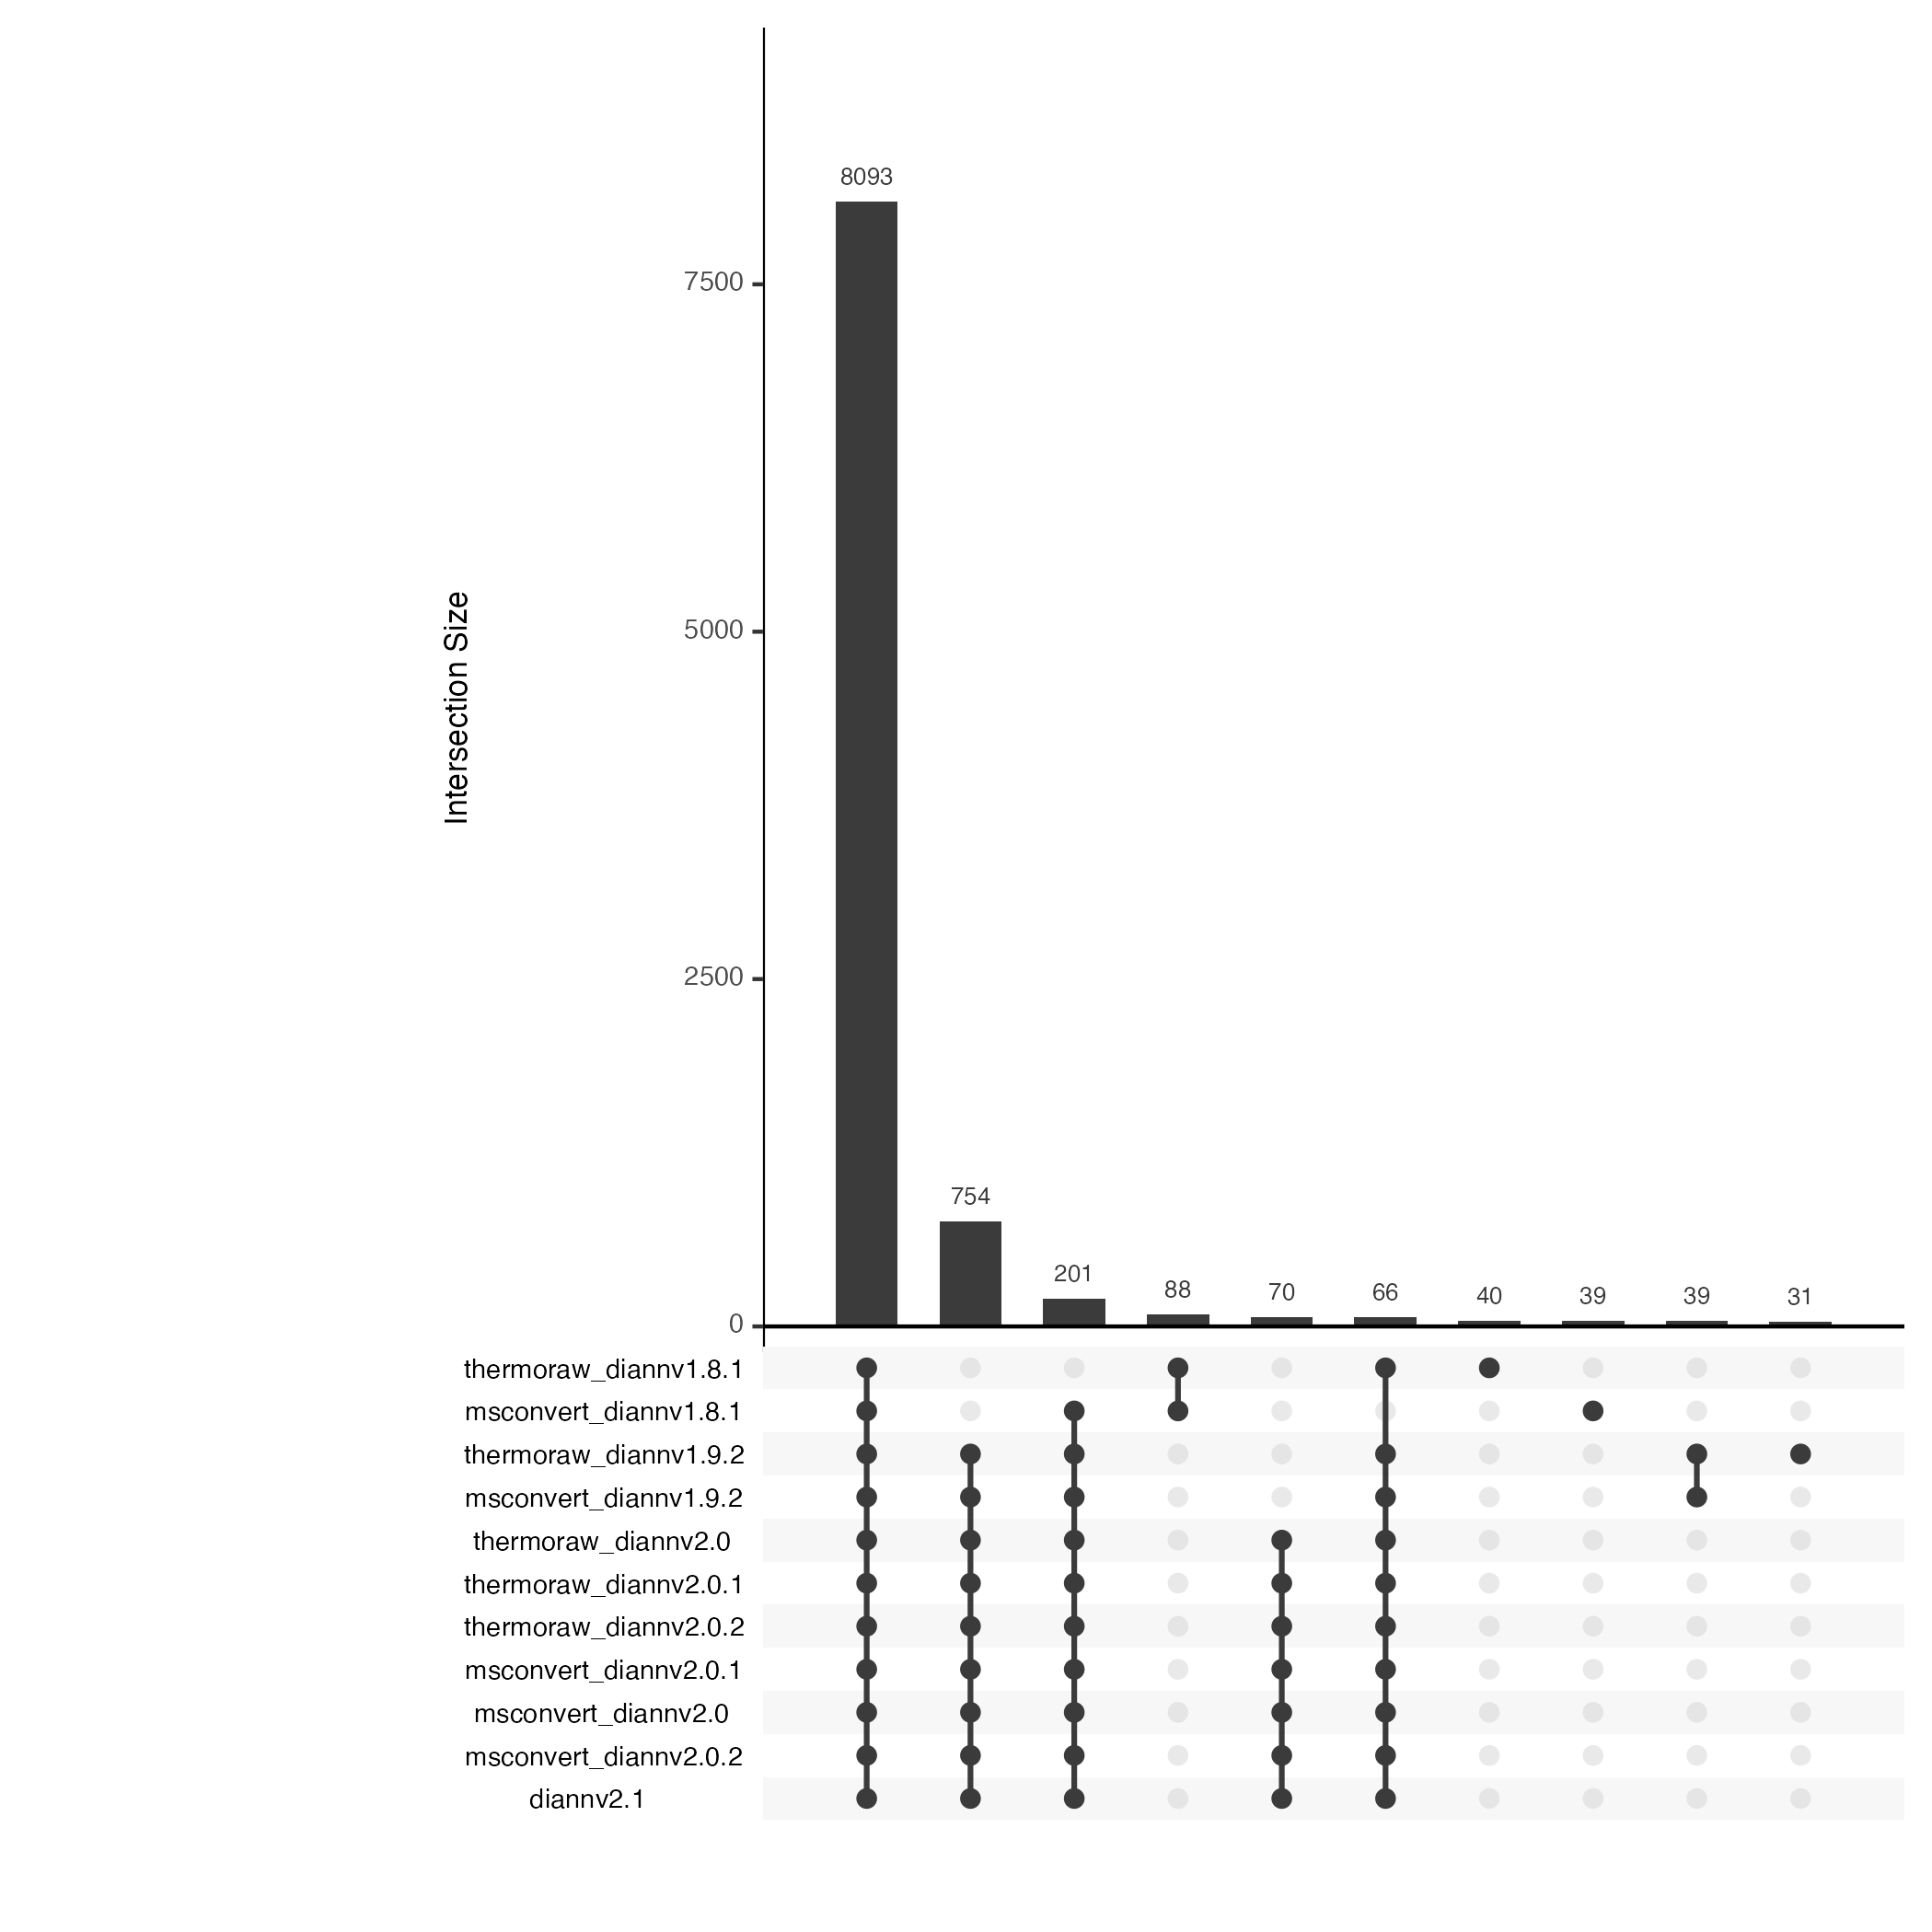 8093
7500
Intersection Size
5000
2500
754
201
88
70
66
40
39
39
31
0
thermoraw_diannv1.8.1
msconvert_diannv1.8.1
thermoraw_diannv1.9.2
msconvert_diannv1.9.2
thermoraw_diannv2.0
thermoraw_diannv2.0.1
thermoraw_diannv2.0.2
msconvert_diannv2.0.1
msconvert_diannv2.0
msconvert_diannv2.0.2
diannv2.1